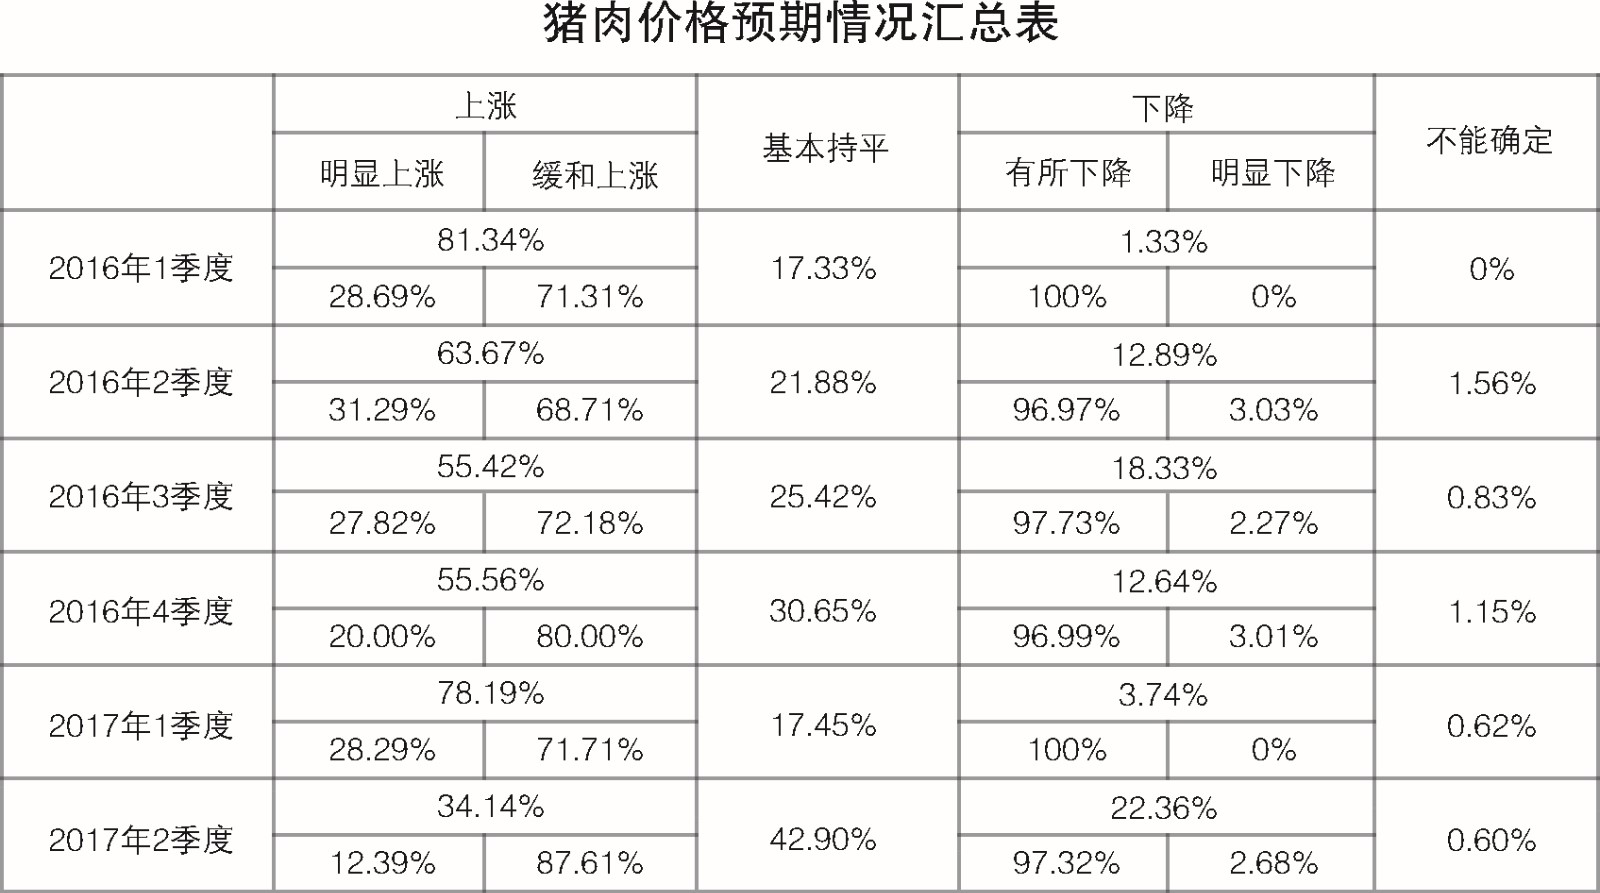 猪肉价格预期情况汇总表
上涨 基本持平 下降 不能确定
明显上涨 缓和上涨 有所下降 明显下降
2016年1季度 81.34% 17.33% 1.33% 0%
28.69% 71.31% 100% 0%
2016年2季度 63.67% 21.88% 12.89% 1.56%
31.29% 68.71% 96.97% 3.03%
2016年3季度 55.42% 25.42% 18.33% 0.83%
27.82% 72.18% 97.73% 2.27%
2016年4季度 55.56% 30.65% 12.64% 1.15%
20.00% 80.00% 96.99% 3.01%
2017年1季度 78.19% 17.45% 3.74% 0.62%
28.29% 71.71% 100% 0%
2017年2季度 34.14% 42.90% 22.36% 0.60%
12.39% 87.61% 97.32% 2.68%